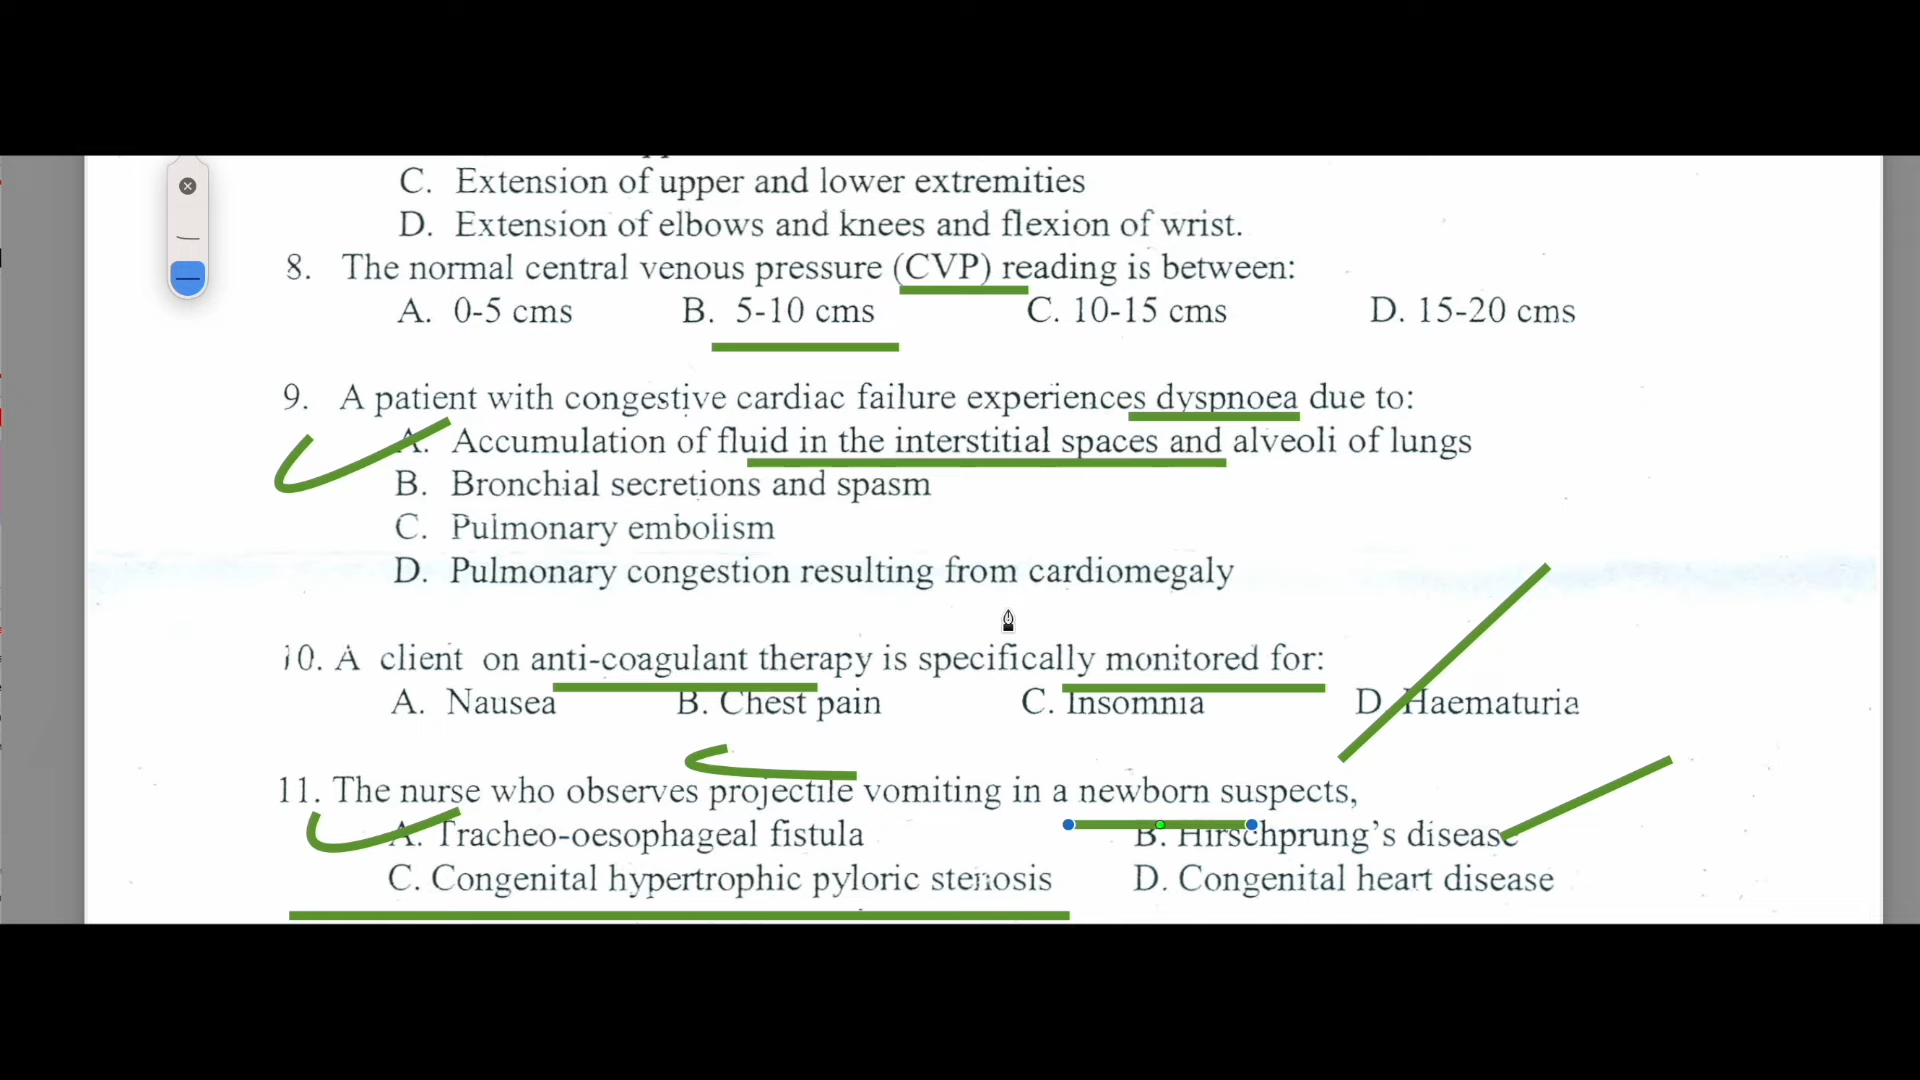 C. Extension of upper and lower extremities
D. Extension of elbows and knees and flexion of wrist.
8. The normal central venous pressure (CVP) reading is between:
A. 0-5 cms B. 5-10 cms C. 10-15 cms D. 15-20 cms
9. A patient with congestive cardiac failure experiences dyspnoea due to:
A. Accumulation of fluid in the interstitial spaces and alveoli of lungs
B. Bronchial secretions and spasm
C. Pulmonary embolism
D. Pulmonary congestion resulting from cardiomegaly
10. A client on anti-coagulant therapy is specifically monitored for:
A. Nausea B. Chest pain C. Insomnia D. Haematuria
11. The nurse who observes projectile vomiting in a newborn suspects,
A. Tracheo-oesophageal fistula B. Hirschprung's disease
C. Congenital hypertrophic pyloric stenosis D. Congenital heart disease